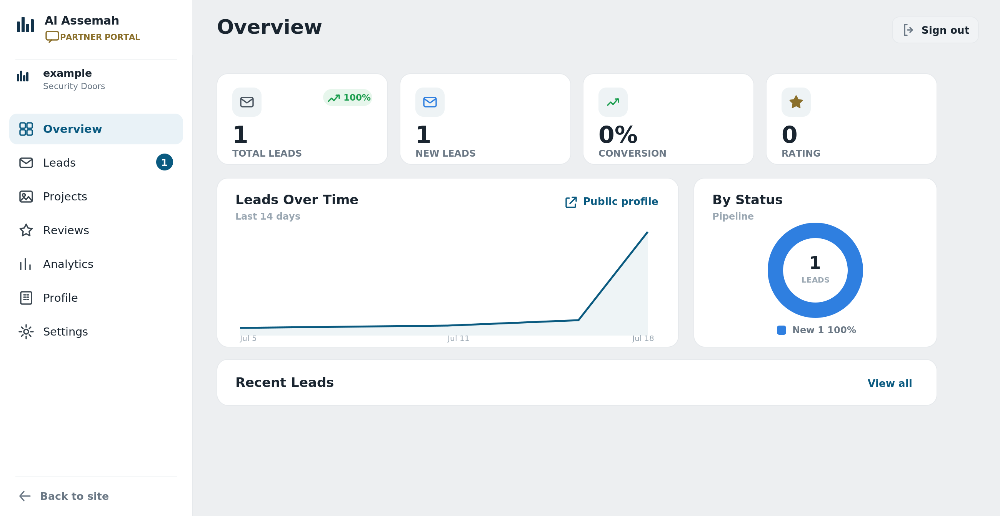 Al Assemah
PARTNER PORTAL
example
Security Doors
Overview
Leads 1
Projects
Reviews
Analytics
Profile
Settings
Back to site
Overview
Sign out
100%
1
TOTAL LEADS
1
NEW LEADS
0%
CONVERSION
0
RATING
Leads Over Time
Public profile
Last 14 days
Jul 5 Jul 11 Jul 18
By Status
Pipeline
1
LEADS
New 1 100%
Recent Leads
View all